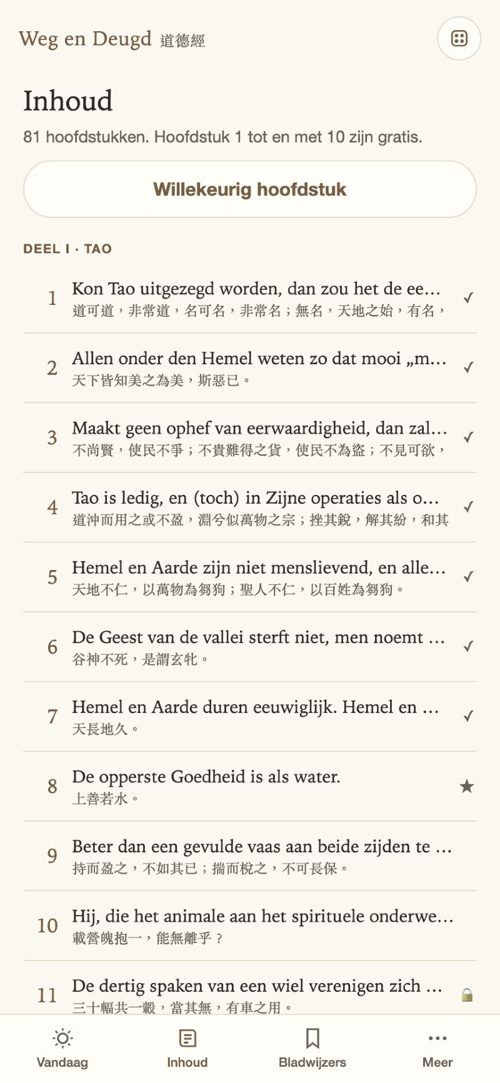 Weg en Deugd 道德經
Inhoud
81 hoofdstukken. Hoofdstuk 1 tot en met 10 zijn gratis.
Willekeurig hoofdstuk
DEEL I · TAO
1 Kon Tao uitgezegd worden, dan zou het de ee…
道可道，非常道，名可名，非常名；無名，天地之始，有名，
2 Allen onder den Hemel weten zo dat mooi „m…
天下皆知美之為美，斯惡已。
3 Maakt geen ophef van eerwaardigheid, dan zal…
不尚賢，使民不爭；不貴難得之貨，使民不為盜；不見可欲，
4 Tao is ledig, en (toch) in Zijne operaties als o…
道沖而用之或不盈，淵兮似萬物之宗；挫其銳，解其紛，和其
5 Hemel en Aarde zijn niet menslievend, en alle…
天地不仁，以萬物為芻狗；聖人不仁，以百姓為芻狗。
6 De Geest van de vallei sterft niet, men noemt …
谷神不死，是謂玄牝。
7 Hemel en Aarde duren eeuwiglijk. Hemel en …
天長地久。
8 De opperste Goedheid is als water.
上善若水。
9 Beter dan een gevulde vaas aan beide zijden te …
持而盈之，不如其已；揣而梲之，不可長保。
10 Hij, die het animale aan het spirituele onderwe…
載營魄抱一，能無離乎？
11 De dertig spaken van een wiel verenigen zich …
三十輻共一轂，當其無，有車之用。
Vandaag Inhoud Bladwijzers Meer